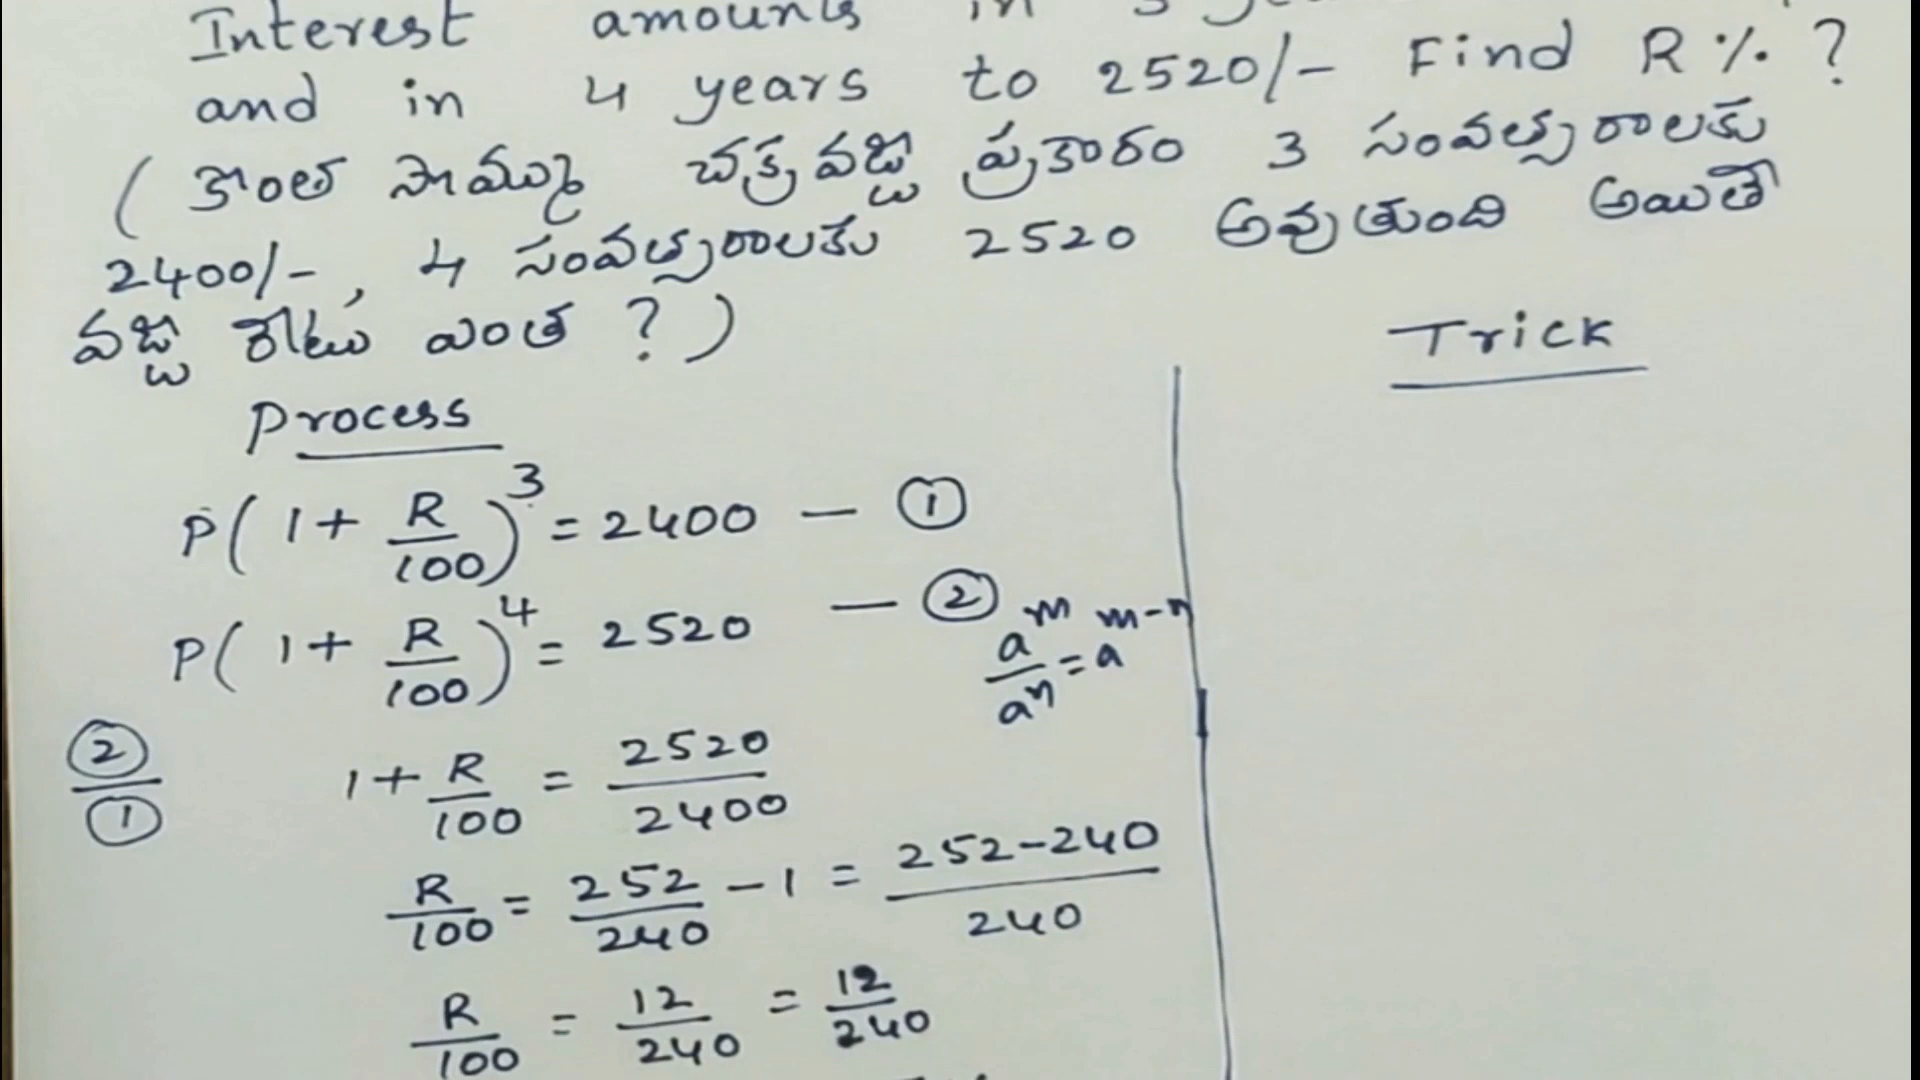 Interest amounts in 3
and in 4 years to 2520/- Find R %?
(కొంత సొమ్ము చక్రవడ్డి ప్రకారం 3 సంవత్సరాలకు
2400/-, 4 సంవత్సరాలకు 2520 అవుతుంది అయితే
వడ్డి రేటు ఎంత ?)
Trick
Process
P(1+R/100)^3 = 2400 — ①
P(1+R/100)^4 = 2520 — ②
a^m/a^n = a^m-n
②/① 1+R/100 = 2520/2400
R/100 = 252/240 - 1 = 252-240/240
R/100 = 12/240 = 12/240